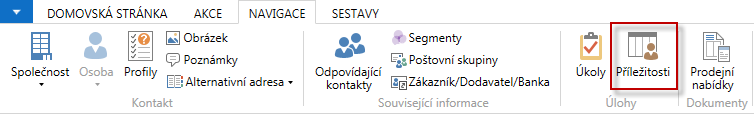 DOMOVSKÁ STRÁNKA AKCE NAVIGACE SESTAVY
Společnost
Osoba
Profily
Obrázek
Poznámky
Alternativní adresa
Kontakt
Odpovídající
kontakty
Segmenty
Poštovní skupiny
Zákazník/Dodavatel/Banka
Související informace
Úkoly
Příležitosti
Úlohy
Prodejní
nabídky
Dokumenty